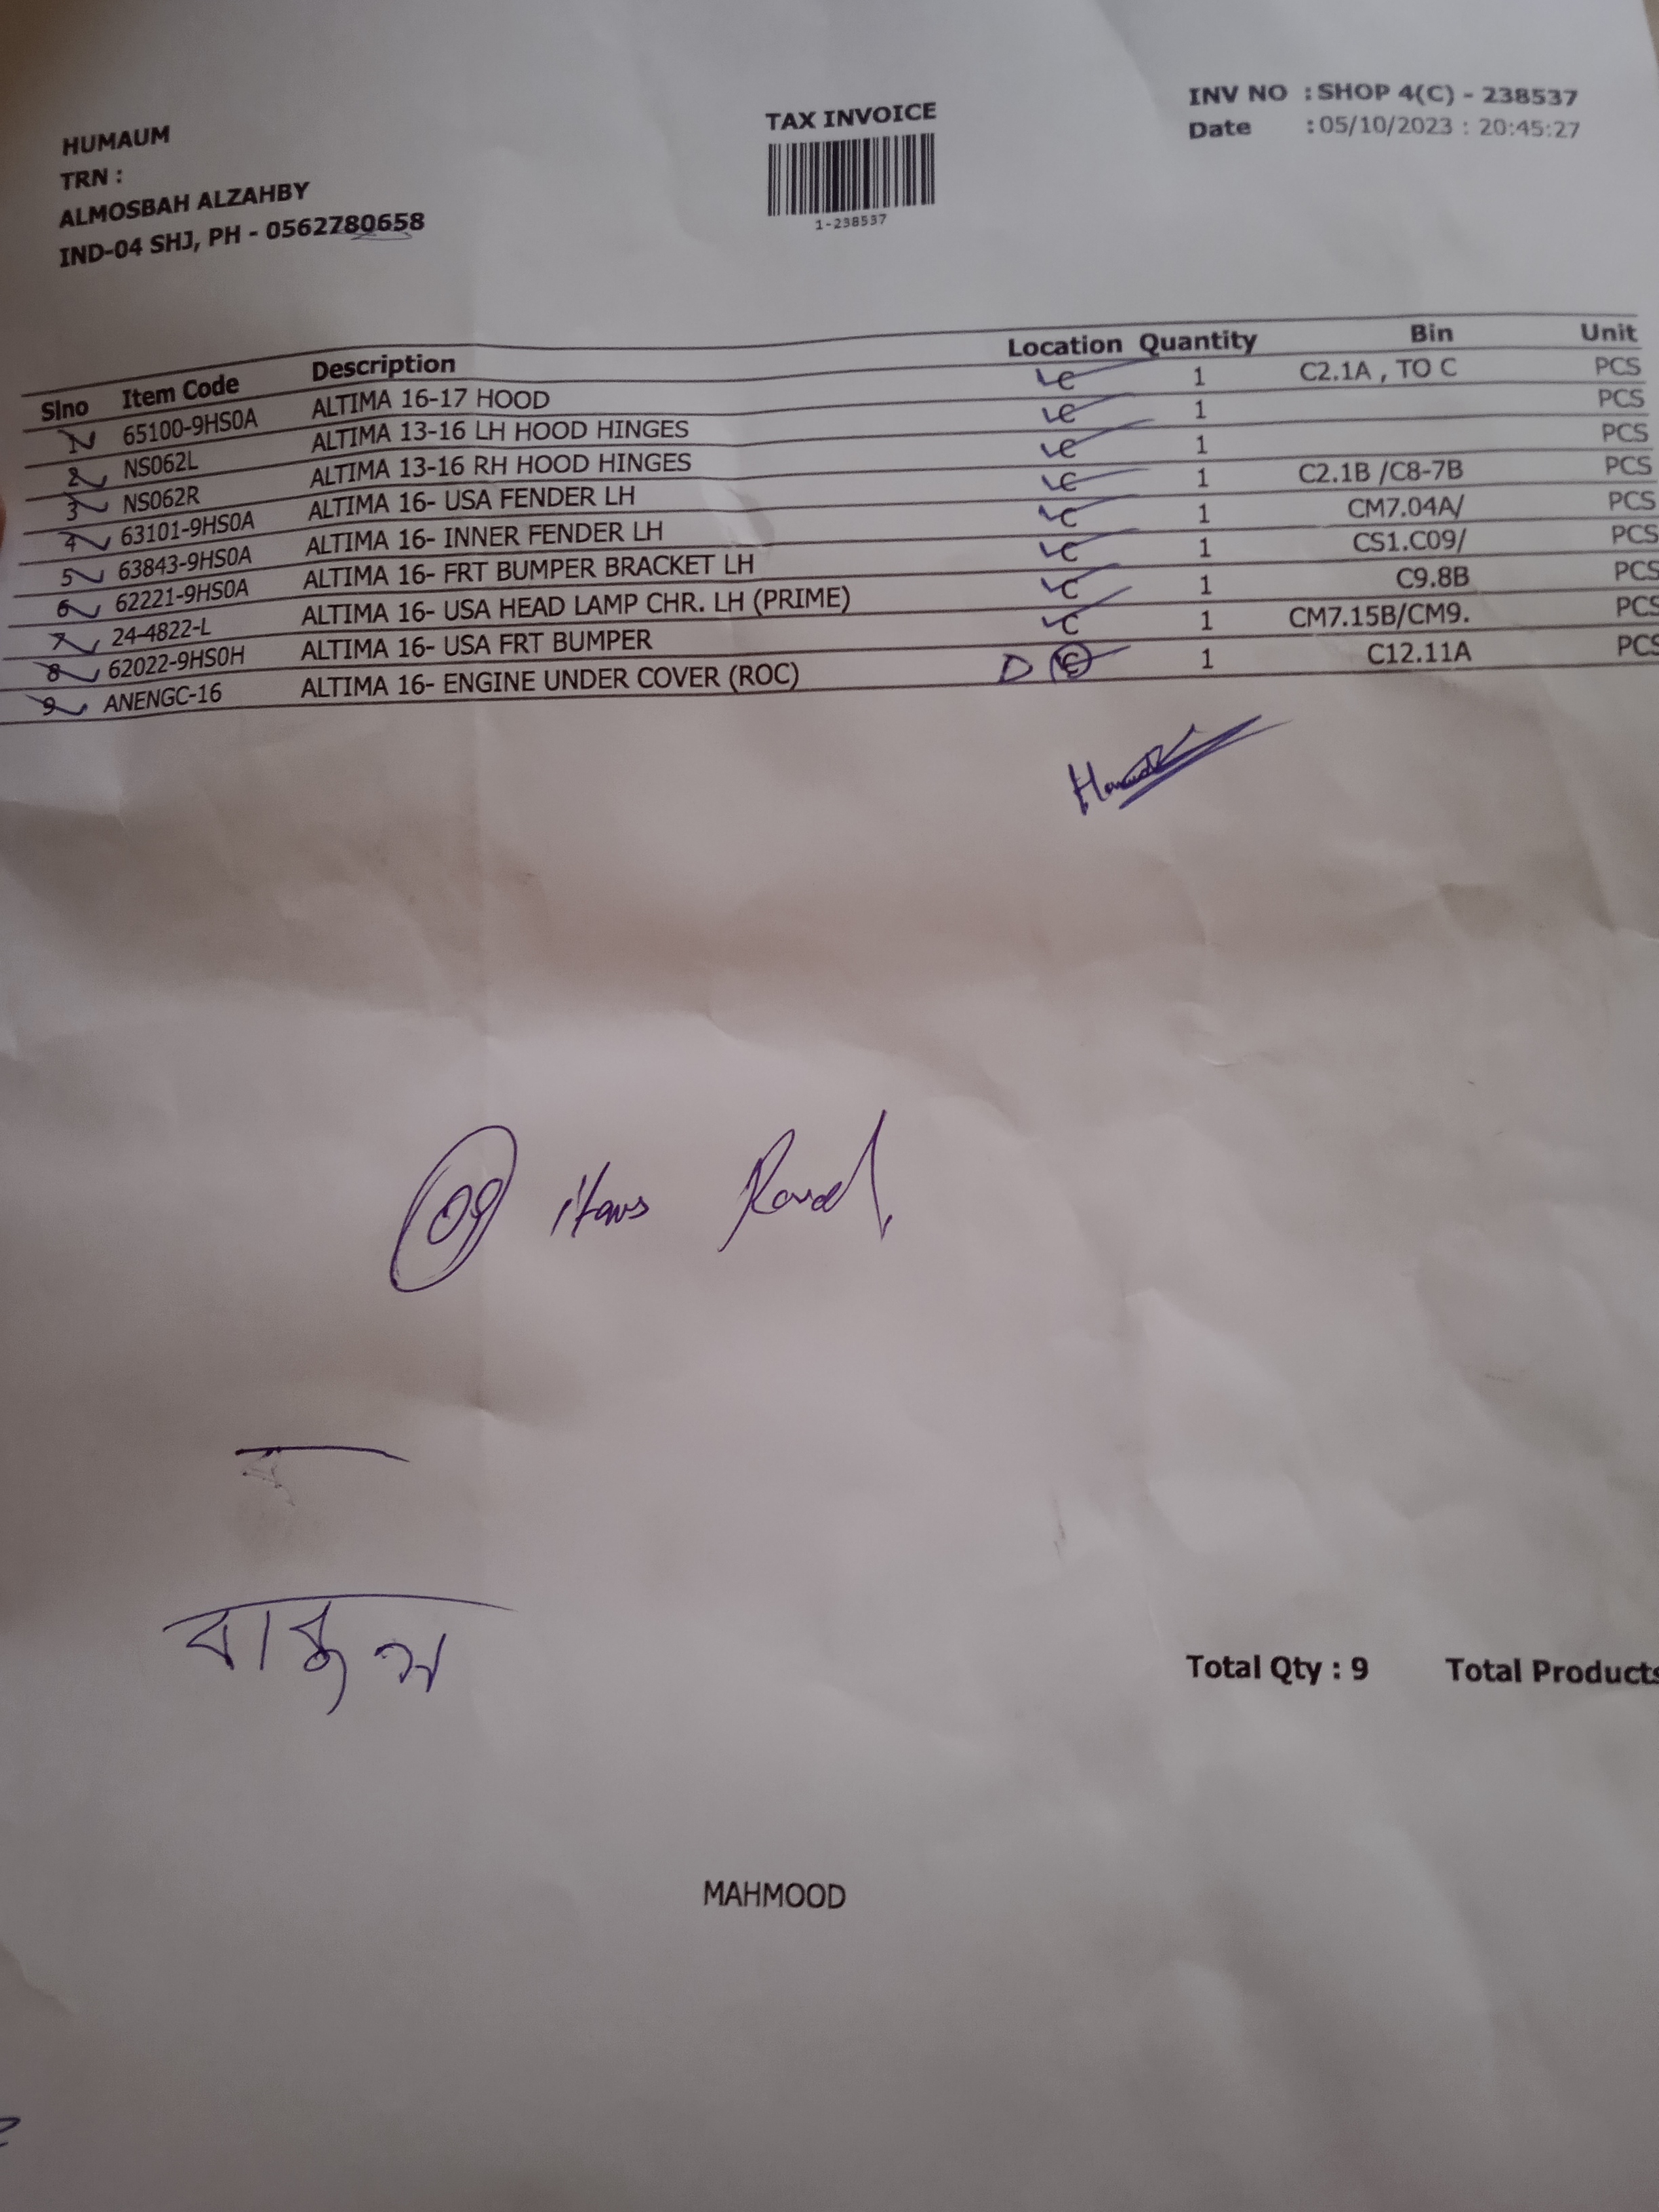 HUMAUM
TRN :
ALMOSBAH ALZAHBY
IND-04 SHJ, PH - 0562780658
TAX INVOICE
1-238537
INV NO : SHOP 4(C) - 238537
Date : 05/10/2023 : 20:45:27
Slno Item Code Description Location Quantity Bin Unit
1 65100-9HS0A ALTIMA 16-17 HOOD C 1 C2.1A , TO C PCS
2 NS062L ALTIMA 13-16 LH HOOD HINGES C 1 PCS
3 NS062R ALTIMA 13-16 RH HOOD HINGES C 1 PCS
4 63101-9HS0A ALTIMA 16- USA FENDER LH C 1 C2.1B /C8-7B PCS
5 63843-9HS0A ALTIMA 16- INNER FENDER LH C 1 CM7.04A/ PCS
6 62221-9HS0A ALTIMA 16- FRT BUMPER BRACKET LH C 1 CS1.C09/ PCS
7 24-4822-L ALTIMA 16- USA HEAD LAMP CHR. LH (PRIME) C 1 C9.8B PCS
8 62022-9HS0H ALTIMA 16- USA FRT BUMPER C 1 CM7.15B/CM9. PCS
9 ANENGC-16 ALTIMA 16- ENGINE UNDER COVER (ROC) D C 1 C12.11A PCS
09 items
Total Qty : 9 Total Products
MAHMOOD